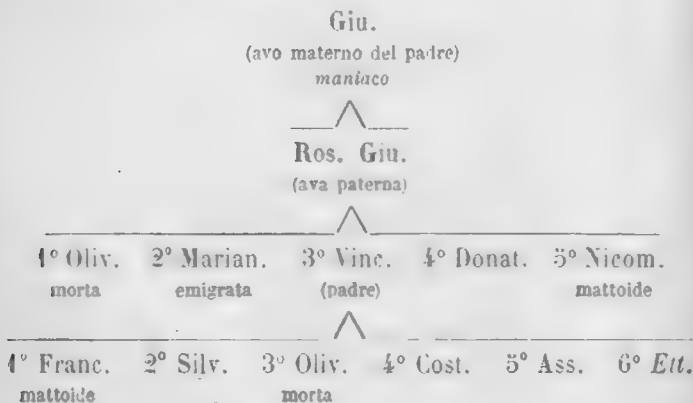 Giu.
(avo materno del padre)
maniaco
Ros. Giu.
(ava paterna)
1° Oliv. 2° Marian. 3° Vinc. 4° Donat. 5° Nicom.
morta emigrata (padre) mattoide
1° Franc. 2° Silv. 3° Oliv. 4° Cost. 5° Ass. 6° Ett.
mattoide morta